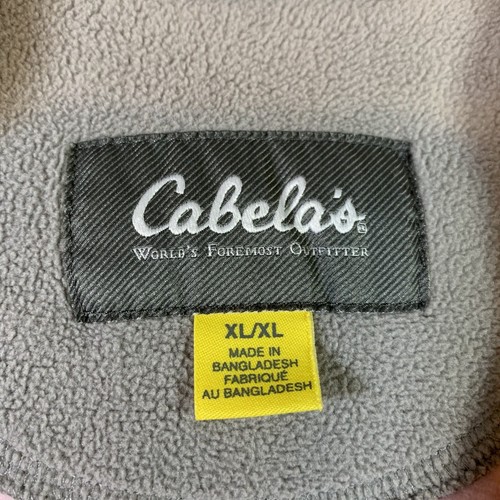 Cabela's
WORLD'S FOREMOST OUTFITTER
XL/XL
MADE IN
BANGLADESH
FABRIQUÉ
AU BANGLADESH